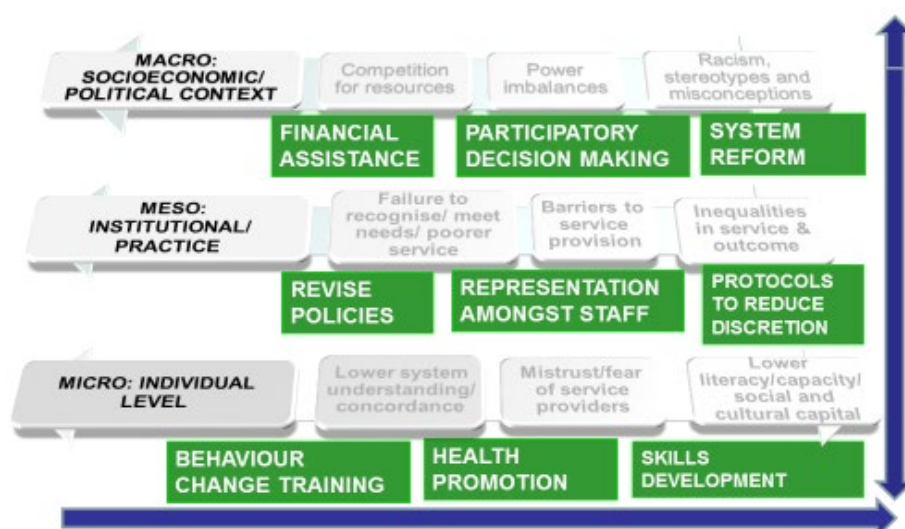 MACRO:
SOCIOECONOMIC/
POLITICAL CONTEXT
Competition
for resources
Power
imbalances
Racism,
stereotypes and
misconceptions
FINANCIAL
ASSISTANCE
PARTICIPATORY
DECISION MAKING
SYSTEM
REFORM
MESO:
INSTITUTIONAL/
PRACTICE
Failure to
recognise/ meet
needs/ poorer
service
Barriers to
service
provision
Inequalities
in service &
outcome
REVISE
POLICIES
REPRESENTATION
AMONGST STAFF
PROTOCOLS
TO REDUCE
DISCRETION
MICRO: INDIVIDUAL
LEVEL
Lower system
understanding/
concordance
Mistrust/fear
of service
providers
Lower
literacy/capacity/
social and
cultural capital
BEHAVIOUR
CHANGE TRAINING
HEALTH
PROMOTION
SKILLS
DEVELOPMENT